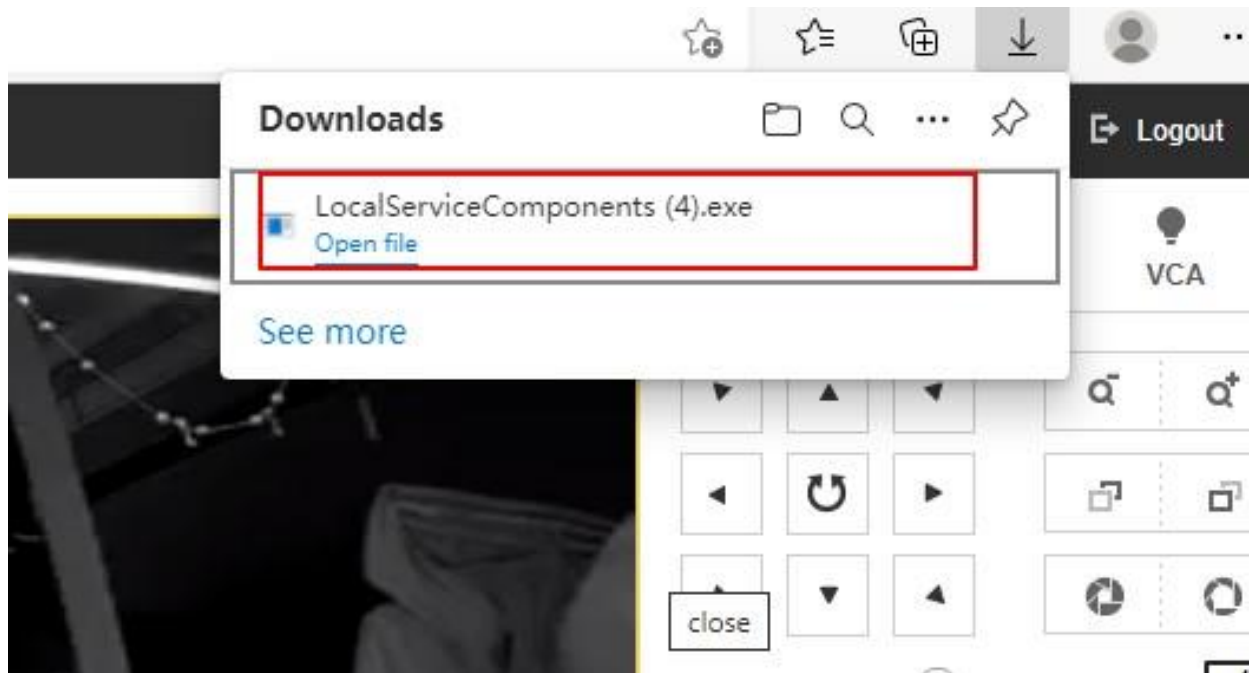 Downloads
Logout
LocalServiceComponents (4).exe
Open file
VCA
See more
close